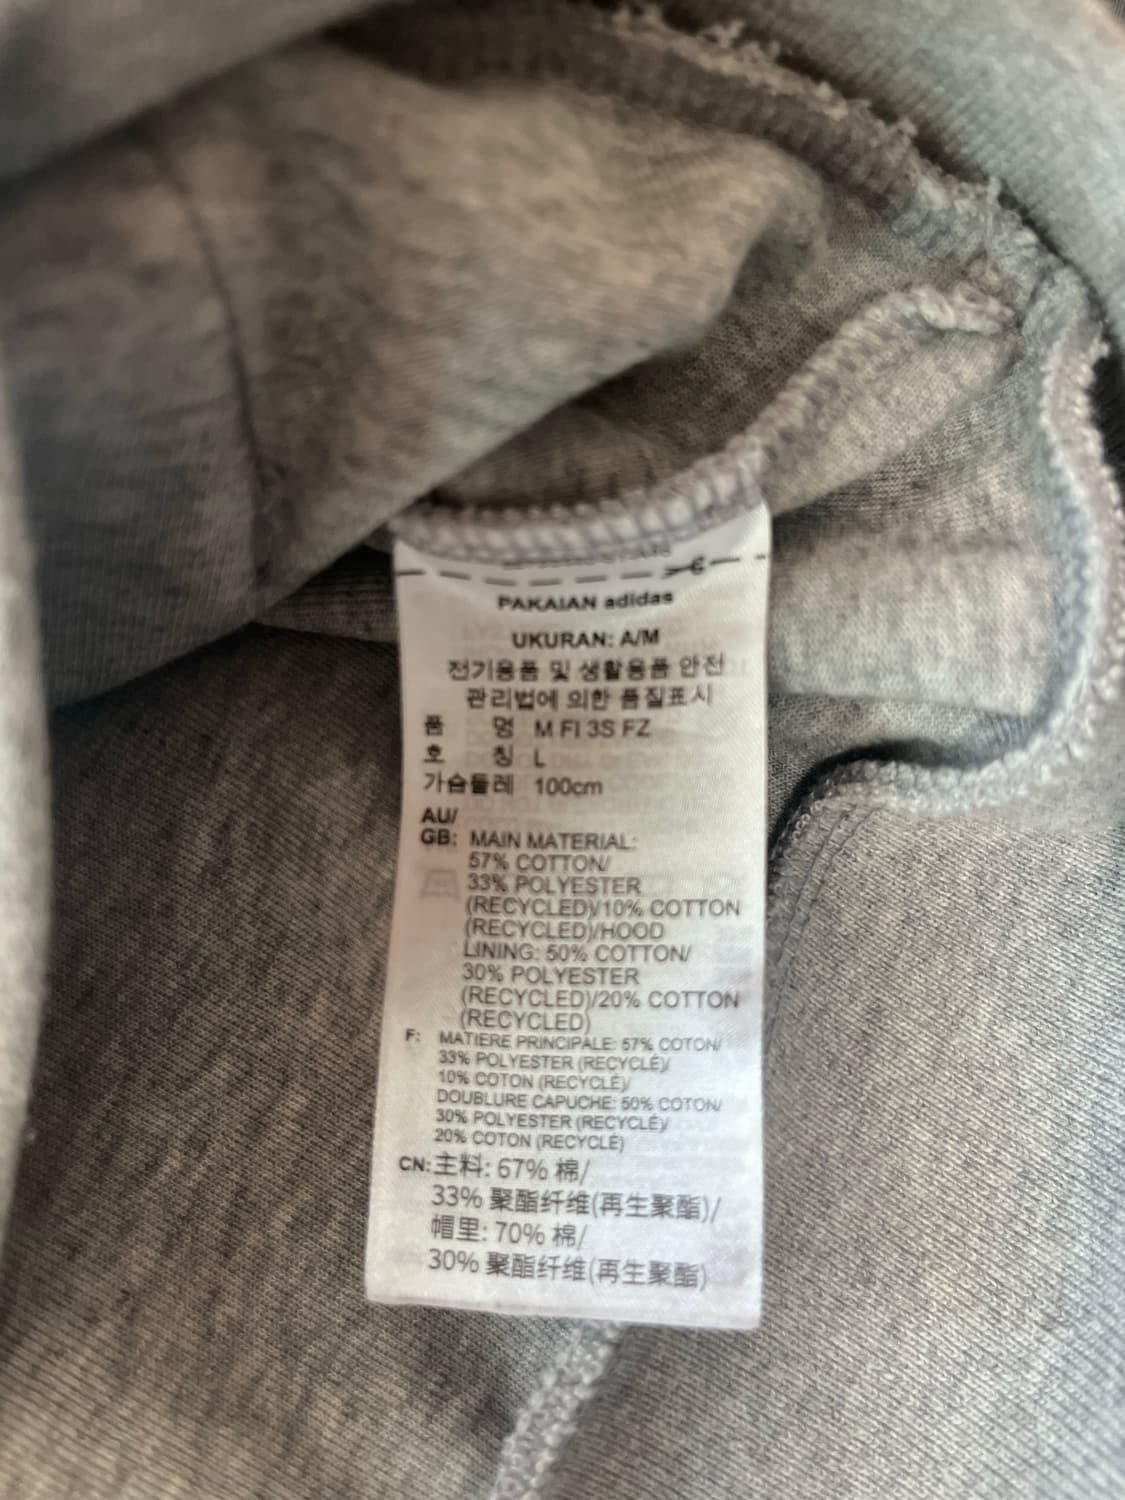 PAKAIAN adidas
UKURAN: A/M
전기용품 및 생활용품 안전
관리법에 의한 품질표시
품 명 M FI 3S FZ
호 칭 L
가슴둘레 100cm
AU/
GB: MAIN MATERIAL:
57% COTTON/
33% POLYESTER
(RECYCLED)/10% COTTON
(RECYCLED)/HOOD
LINING: 50% COTTON/
30% POLYESTER
(RECYCLED)/20% COTTON
(RECYCLED)
F: MATIERE PRINCIPALE: 57% COTON/
33% POLYESTER (RECYCLÉ)/
10% COTON (RECYCLÉ)/
DOUBLURE CAPUCHE: 50% COTON/
30% POLYESTER (RECYCLÉ)/
20% COTON (RECYCLÉ)
CN: 主料: 67% 棉/
33% 聚酯纤维(再生聚酯)/
帽里: 70% 棉/
30% 聚酯纤维(再生聚酯)